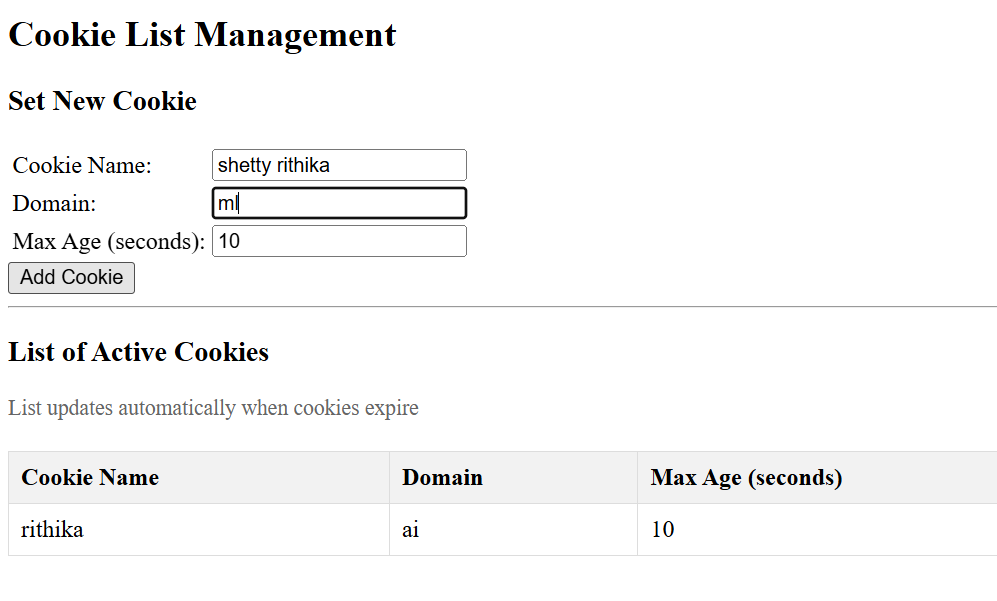 Cookie List Management
Set New Cookie
Cookie Name: shetty rithika
Domain: ml
Max Age (seconds): 10
Add Cookie
List of Active Cookies
List updates automatically when cookies expire
Cookie Name Domain Max Age (seconds)
rithika ai 10